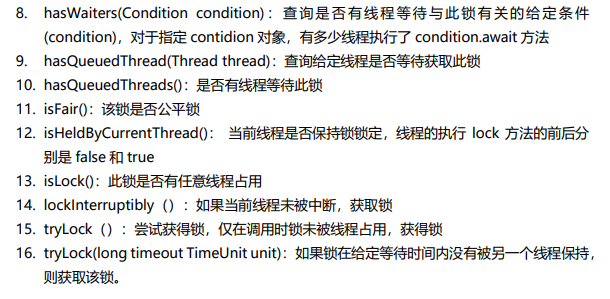 8. hasWaiters(Condition condition)：查询是否有线程等待与此锁有关的给定条件
(condition)，对于指定 contidion 对象，有多少线程执行了 condition.await 方法
9. hasQueuedThread(Thread thread)：查询给定线程是否等待获取此锁
10. hasQueuedThreads()：是否有线程等待此锁
11. isFair()：该锁是否公平锁
12. isHeldByCurrentThread()： 当前线程是否保持锁锁定，线程的执行 lock 方法的前后分
别是 false 和 true
13. isLock()：此锁是否有任意线程占用
14. lockInterruptibly（）：如果当前线程未被中断，获取锁
15. tryLock（）：尝试获得锁，仅在调用时锁未被线程占用，获得锁
16. tryLock(long timeout TimeUnit unit)：如果锁在给定等待时间内没有被另一个线程保持，
则获取该锁。